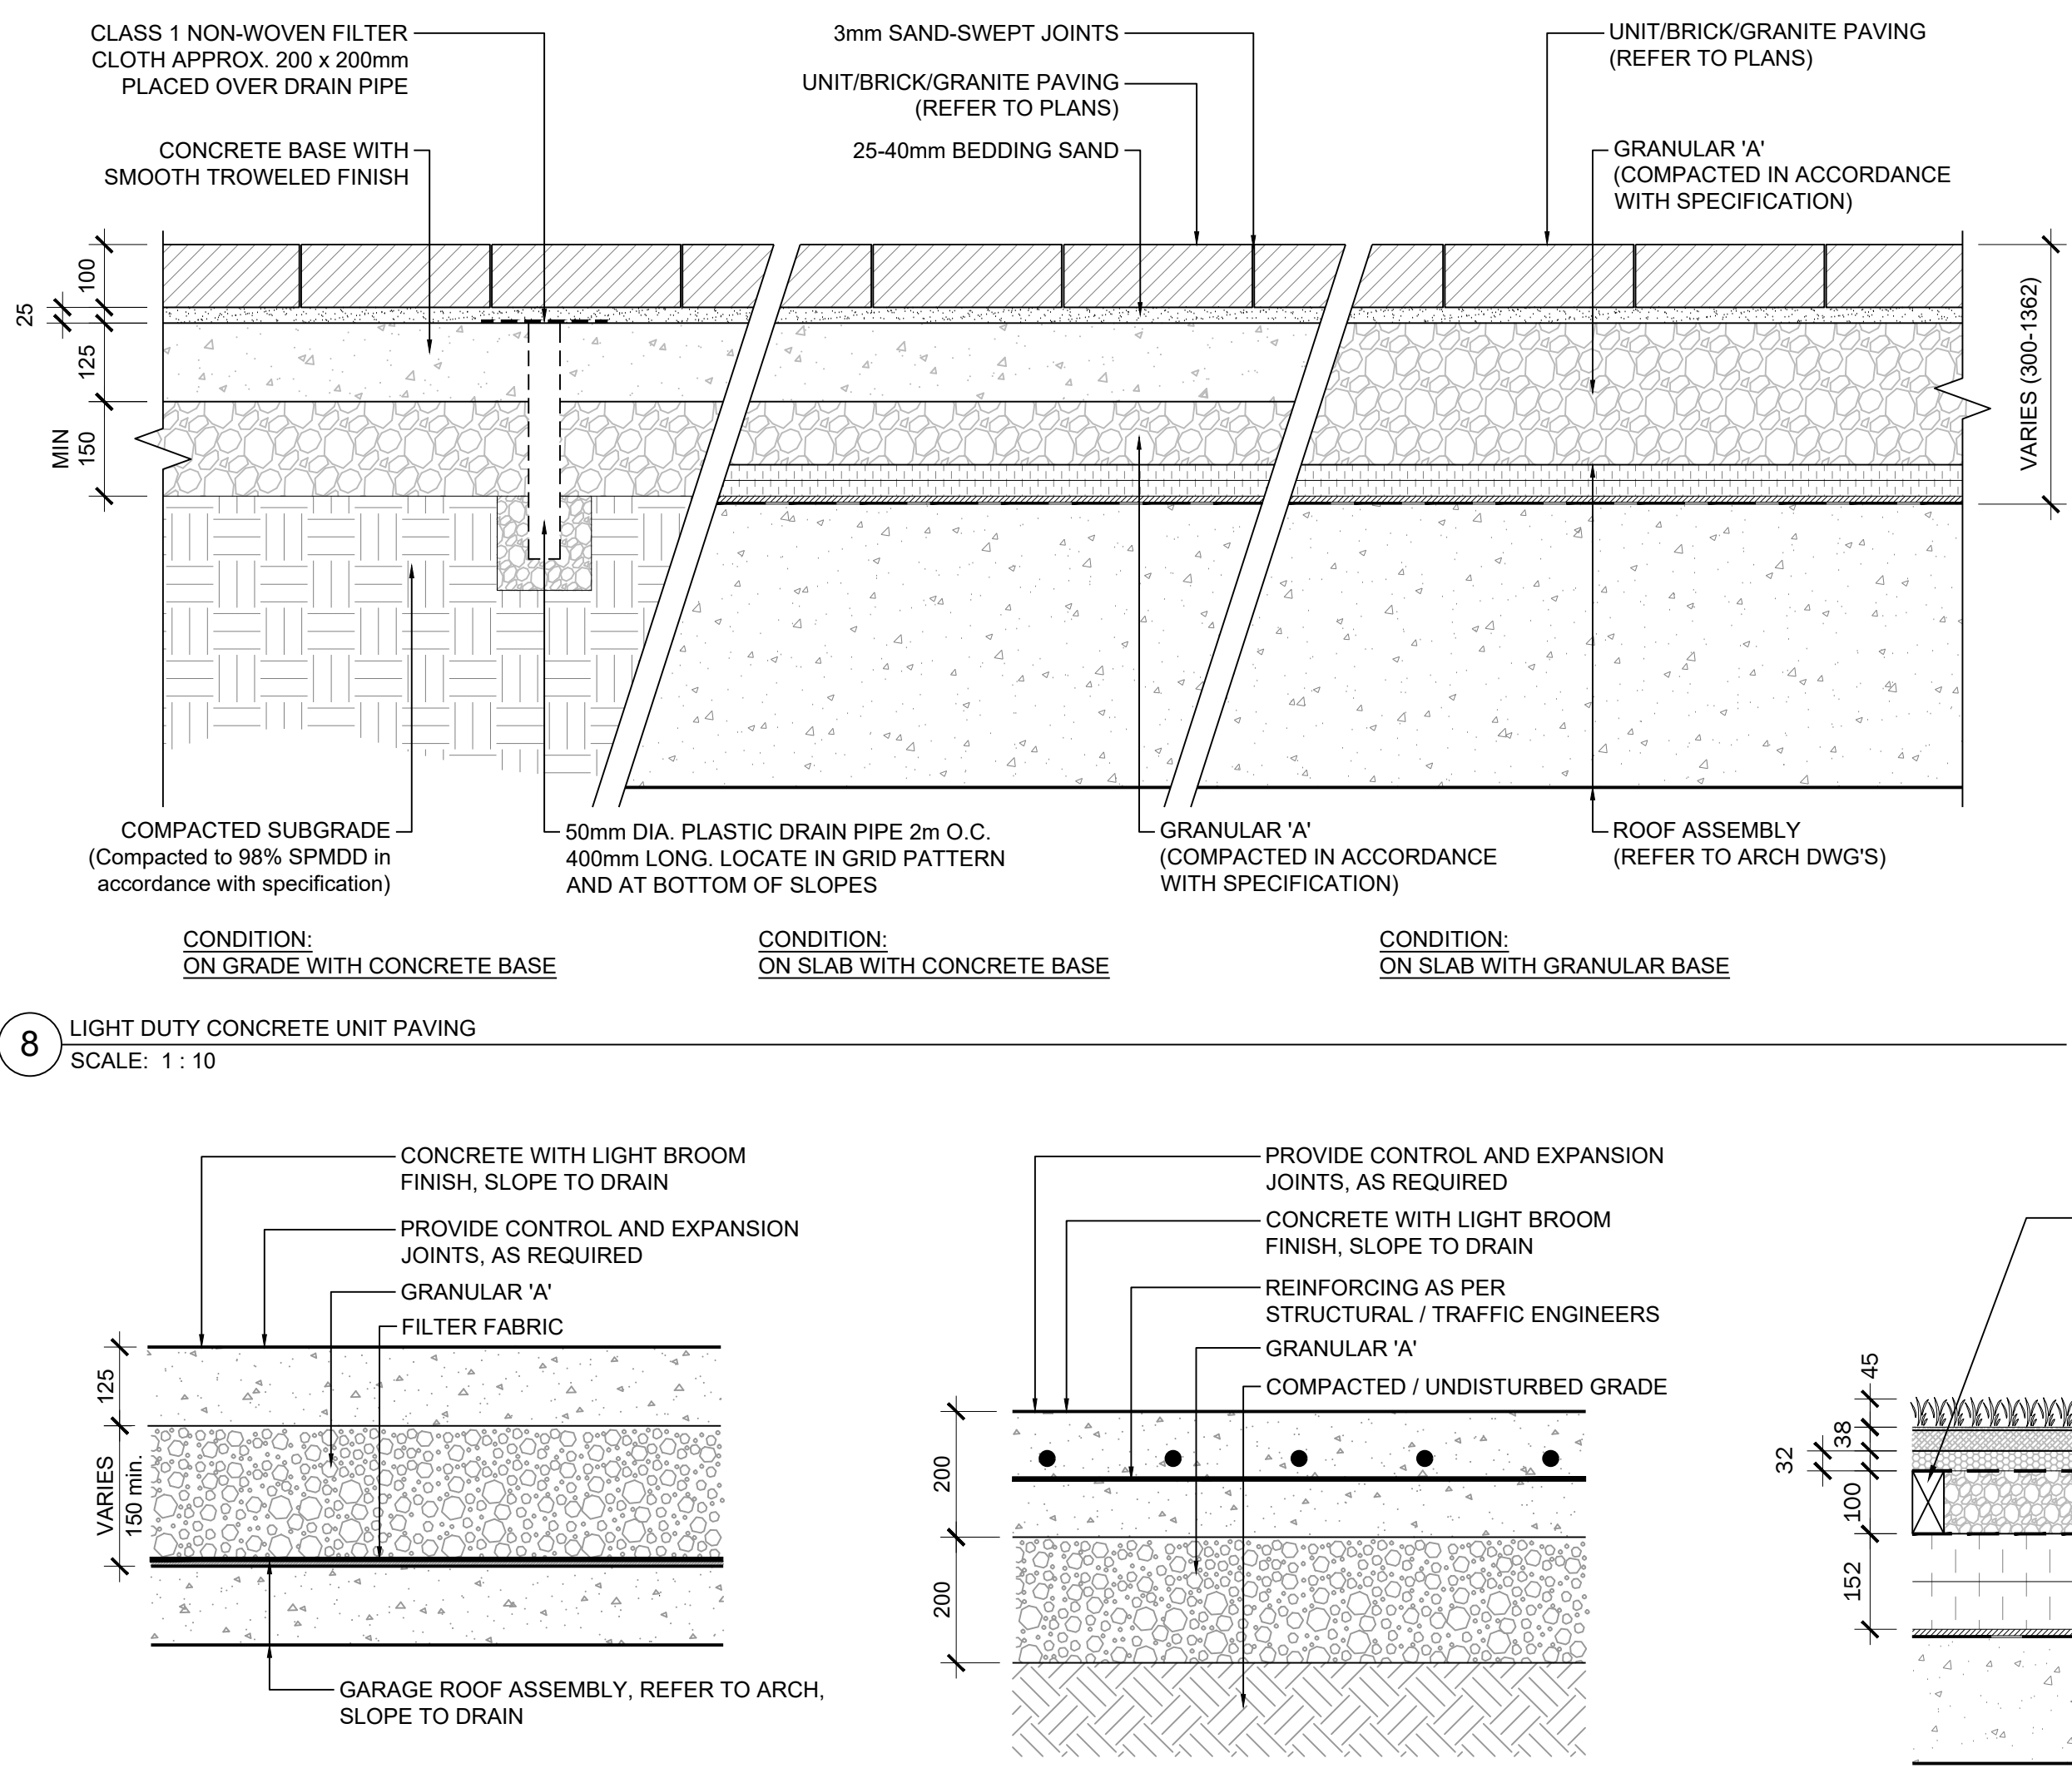 CLASS 1 NON-WOVEN FILTER
CLOTH APPROX. 200 x 200mm
PLACED OVER DRAIN PIPE
CONCRETE BASE WITH
SMOOTH TROWELED FINISH
3mm SAND-SWEPT JOINTS
UNIT/BRICK/GRANITE PAVING
(REFER TO PLANS)
25-40mm BEDDING SAND
UNIT/BRICK/GRANITE PAVING
(REFER TO PLANS)
GRANULAR 'A'
(COMPACTED IN ACCORDANCE
WITH SPECIFICATION)
100
25
125
MIN
150
VARIES (300-1362)
COMPACTED SUBGRADE
(Compacted to 98% SPMDD in
accordance with specification)
50mm DIA. PLASTIC DRAIN PIPE 2m O.C.
400mm LONG. LOCATE IN GRID PATTERN
AND AT BOTTOM OF SLOPES
GRANULAR 'A'
(COMPACTED IN ACCORDANCE
WITH SPECIFICATION)
ROOF ASSEMBLY
(REFER TO ARCH DWG'S)
CONDITION:
ON GRADE WITH CONCRETE BASE
CONDITION:
ON SLAB WITH CONCRETE BASE
CONDITION:
ON SLAB WITH GRANULAR BASE
8
LIGHT DUTY CONCRETE UNIT PAVING
SCALE: 1 : 10
CONCRETE WITH LIGHT BROOM
FINISH, SLOPE TO DRAIN
PROVIDE CONTROL AND EXPANSION
JOINTS, AS REQUIRED
GRANULAR 'A'
FILTER FABRIC
125
VARIES
150 min.
GARAGE ROOF ASSEMBLY, REFER TO ARCH,
SLOPE TO DRAIN
PROVIDE CONTROL AND EXPANSION
JOINTS, AS REQUIRED
CONCRETE WITH LIGHT BROOM
FINISH, SLOPE TO DRAIN
REINFORCING AS PER
STRUCTURAL / TRAFFIC ENGINEERS
GRANULAR 'A'
COMPACTED / UNDISTURBED GRADE
200
200
45
38
32
100
152